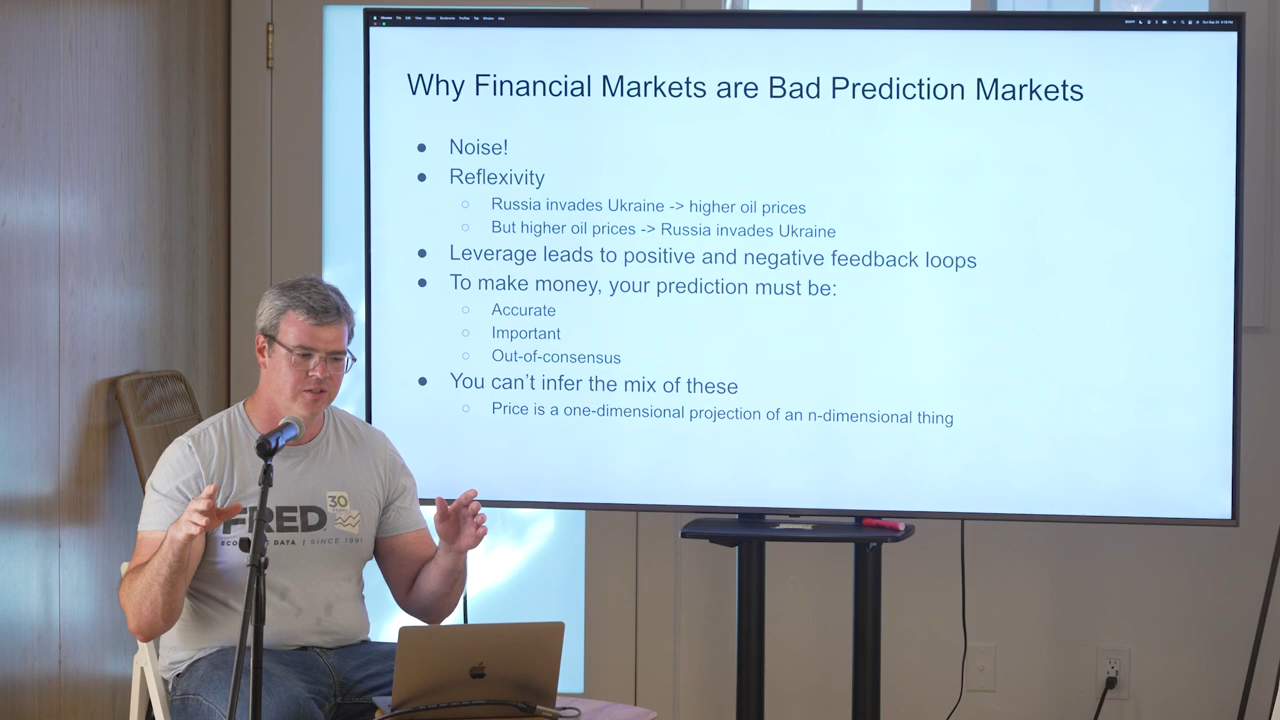 Why Financial Markets are Bad Prediction Markets
● Noise!
● Reflexivity
○ Russia invades Ukraine -> higher oil prices
○ But higher oil prices -> Russia invades Ukraine
● Leverage leads to positive and negative feedback loops
● To make money, your prediction must be:
○ Accurate
○ Important
○ Out-of-consensus
● You can't infer the mix of these
○ Price is a one-dimensional projection of an n-dimensional thing
30
FRED
DATA | SINCE 1991